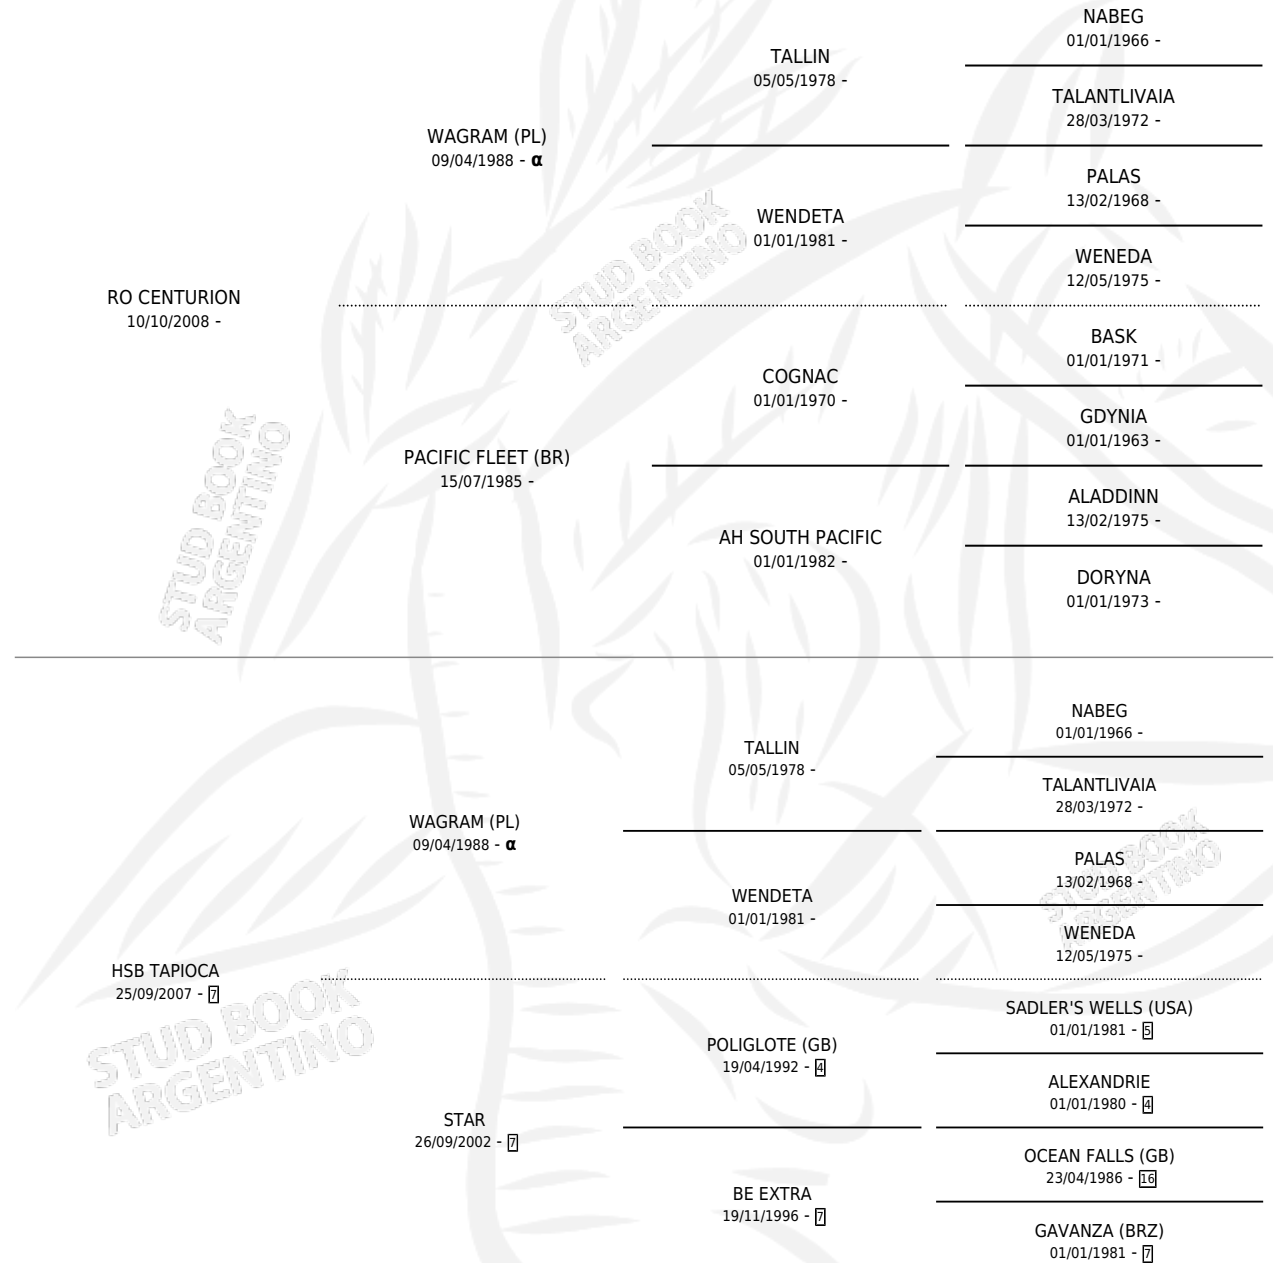 NABEG
01/01/1966 -
TALLIN
05/05/1978 -
TALANTLIVAIA
28/03/1972 -
WAGRAM (PL)
09/04/1988 - α
PALAS
13/02/1968 -
WENDETA
01/01/1981 -
WENEDA
12/05/1975 -
RO CENTURION
10/10/2008 -
BASK
01/01/1971 -
COGNAC
01/01/1970 -
GDYNIA
01/01/1963 -
PACIFIC FLEET (BR)
15/07/1985 -
ALADDINN
13/02/1975 -
AH SOUTH PACIFIC
01/01/1982 -
DORYNA
01/01/1973 -
STUD BOOK
ARGENTINO
STUD BOOK
ARGENTINO
NABEG
01/01/1966 -
TALLIN
05/05/1978 -
TALANTLIVAIA
28/03/1972 -
WAGRAM (PL)
09/04/1988 - α
PALAS
13/02/1968 -
WENDETA
01/01/1981 -
WENEDA
12/05/1975 -
HSB TAPIOCA
25/09/2007 - 7
SADLER'S WELLS (USA)
01/01/1981 - 5
POLIGLOTE (GB)
19/04/1992 - 4
ALEXANDRIE
01/01/1980 - 4
STAR
26/09/2002 - 7
OCEAN FALLS (GB)
23/04/1986 - 16
BE EXTRA
19/11/1996 - 7
GAVANZA (BRZ)
01/01/1981 - 7
STUD BOOK
ARGENTINO
STUD BOOK
ARGENTINO